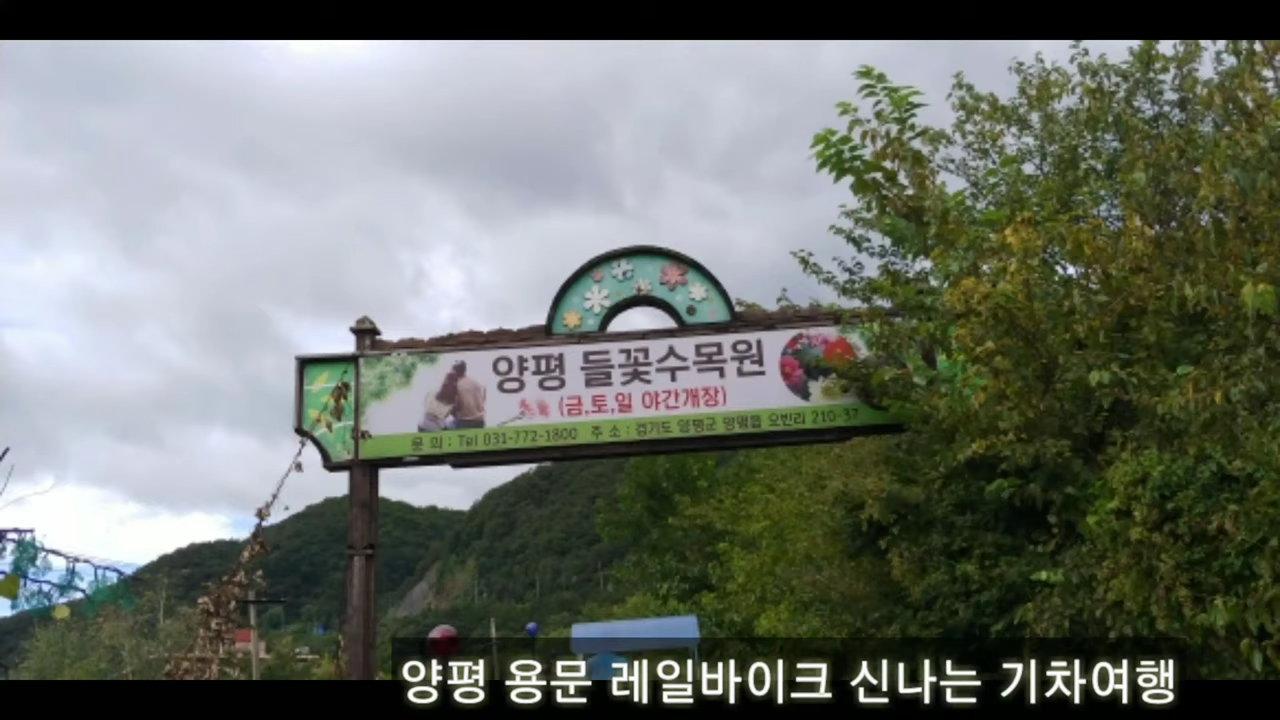 양평 들꽃수목원
(금,토,일 야간개장)
문 의 : Tel 031-772-1800 주 소 : 경기도 양평군 양평읍 오빈리 210-37
양평 용문 레일바이크 신나는 기차여행